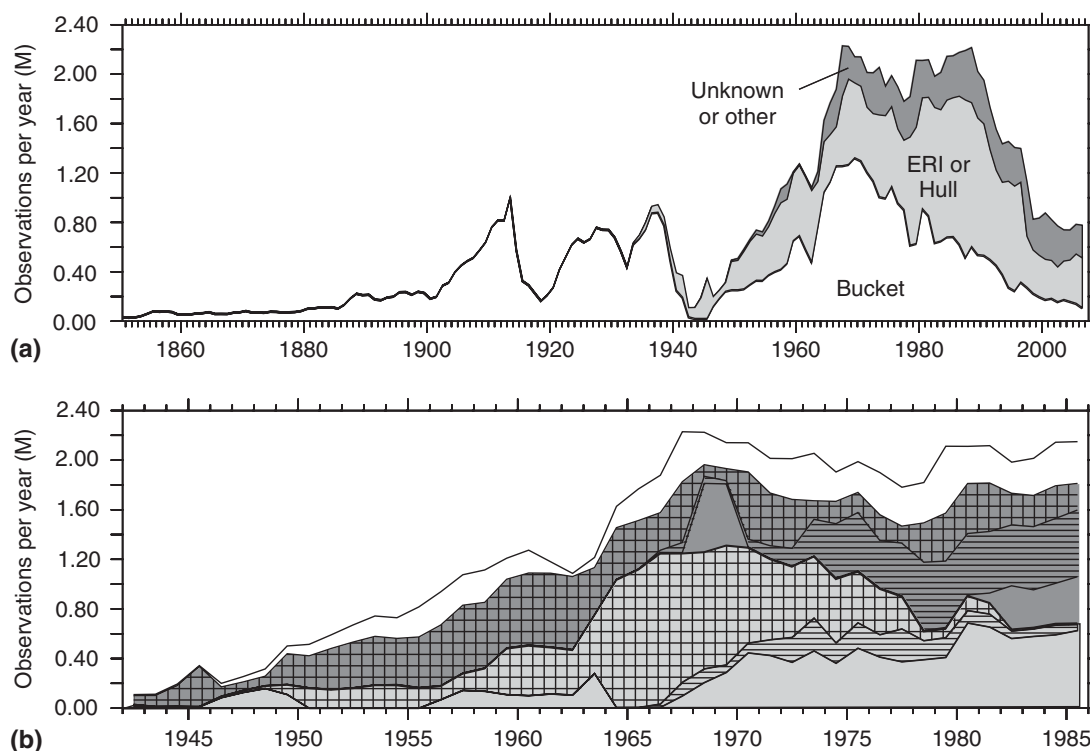 Observations per year (M)
2.40
2.00
1.60
1.20
0.80
0.40
0.00
Unknown
or other
ERI or
Hull
Bucket
(a)
1860 1880 1900 1920 1940 1960 1980 2000
Observations per year (M)
2.40
2.00
1.60
1.20
0.80
0.40
0.00
(b)
1945 1950 1955 1960 1965 1970 1975 1980 1985